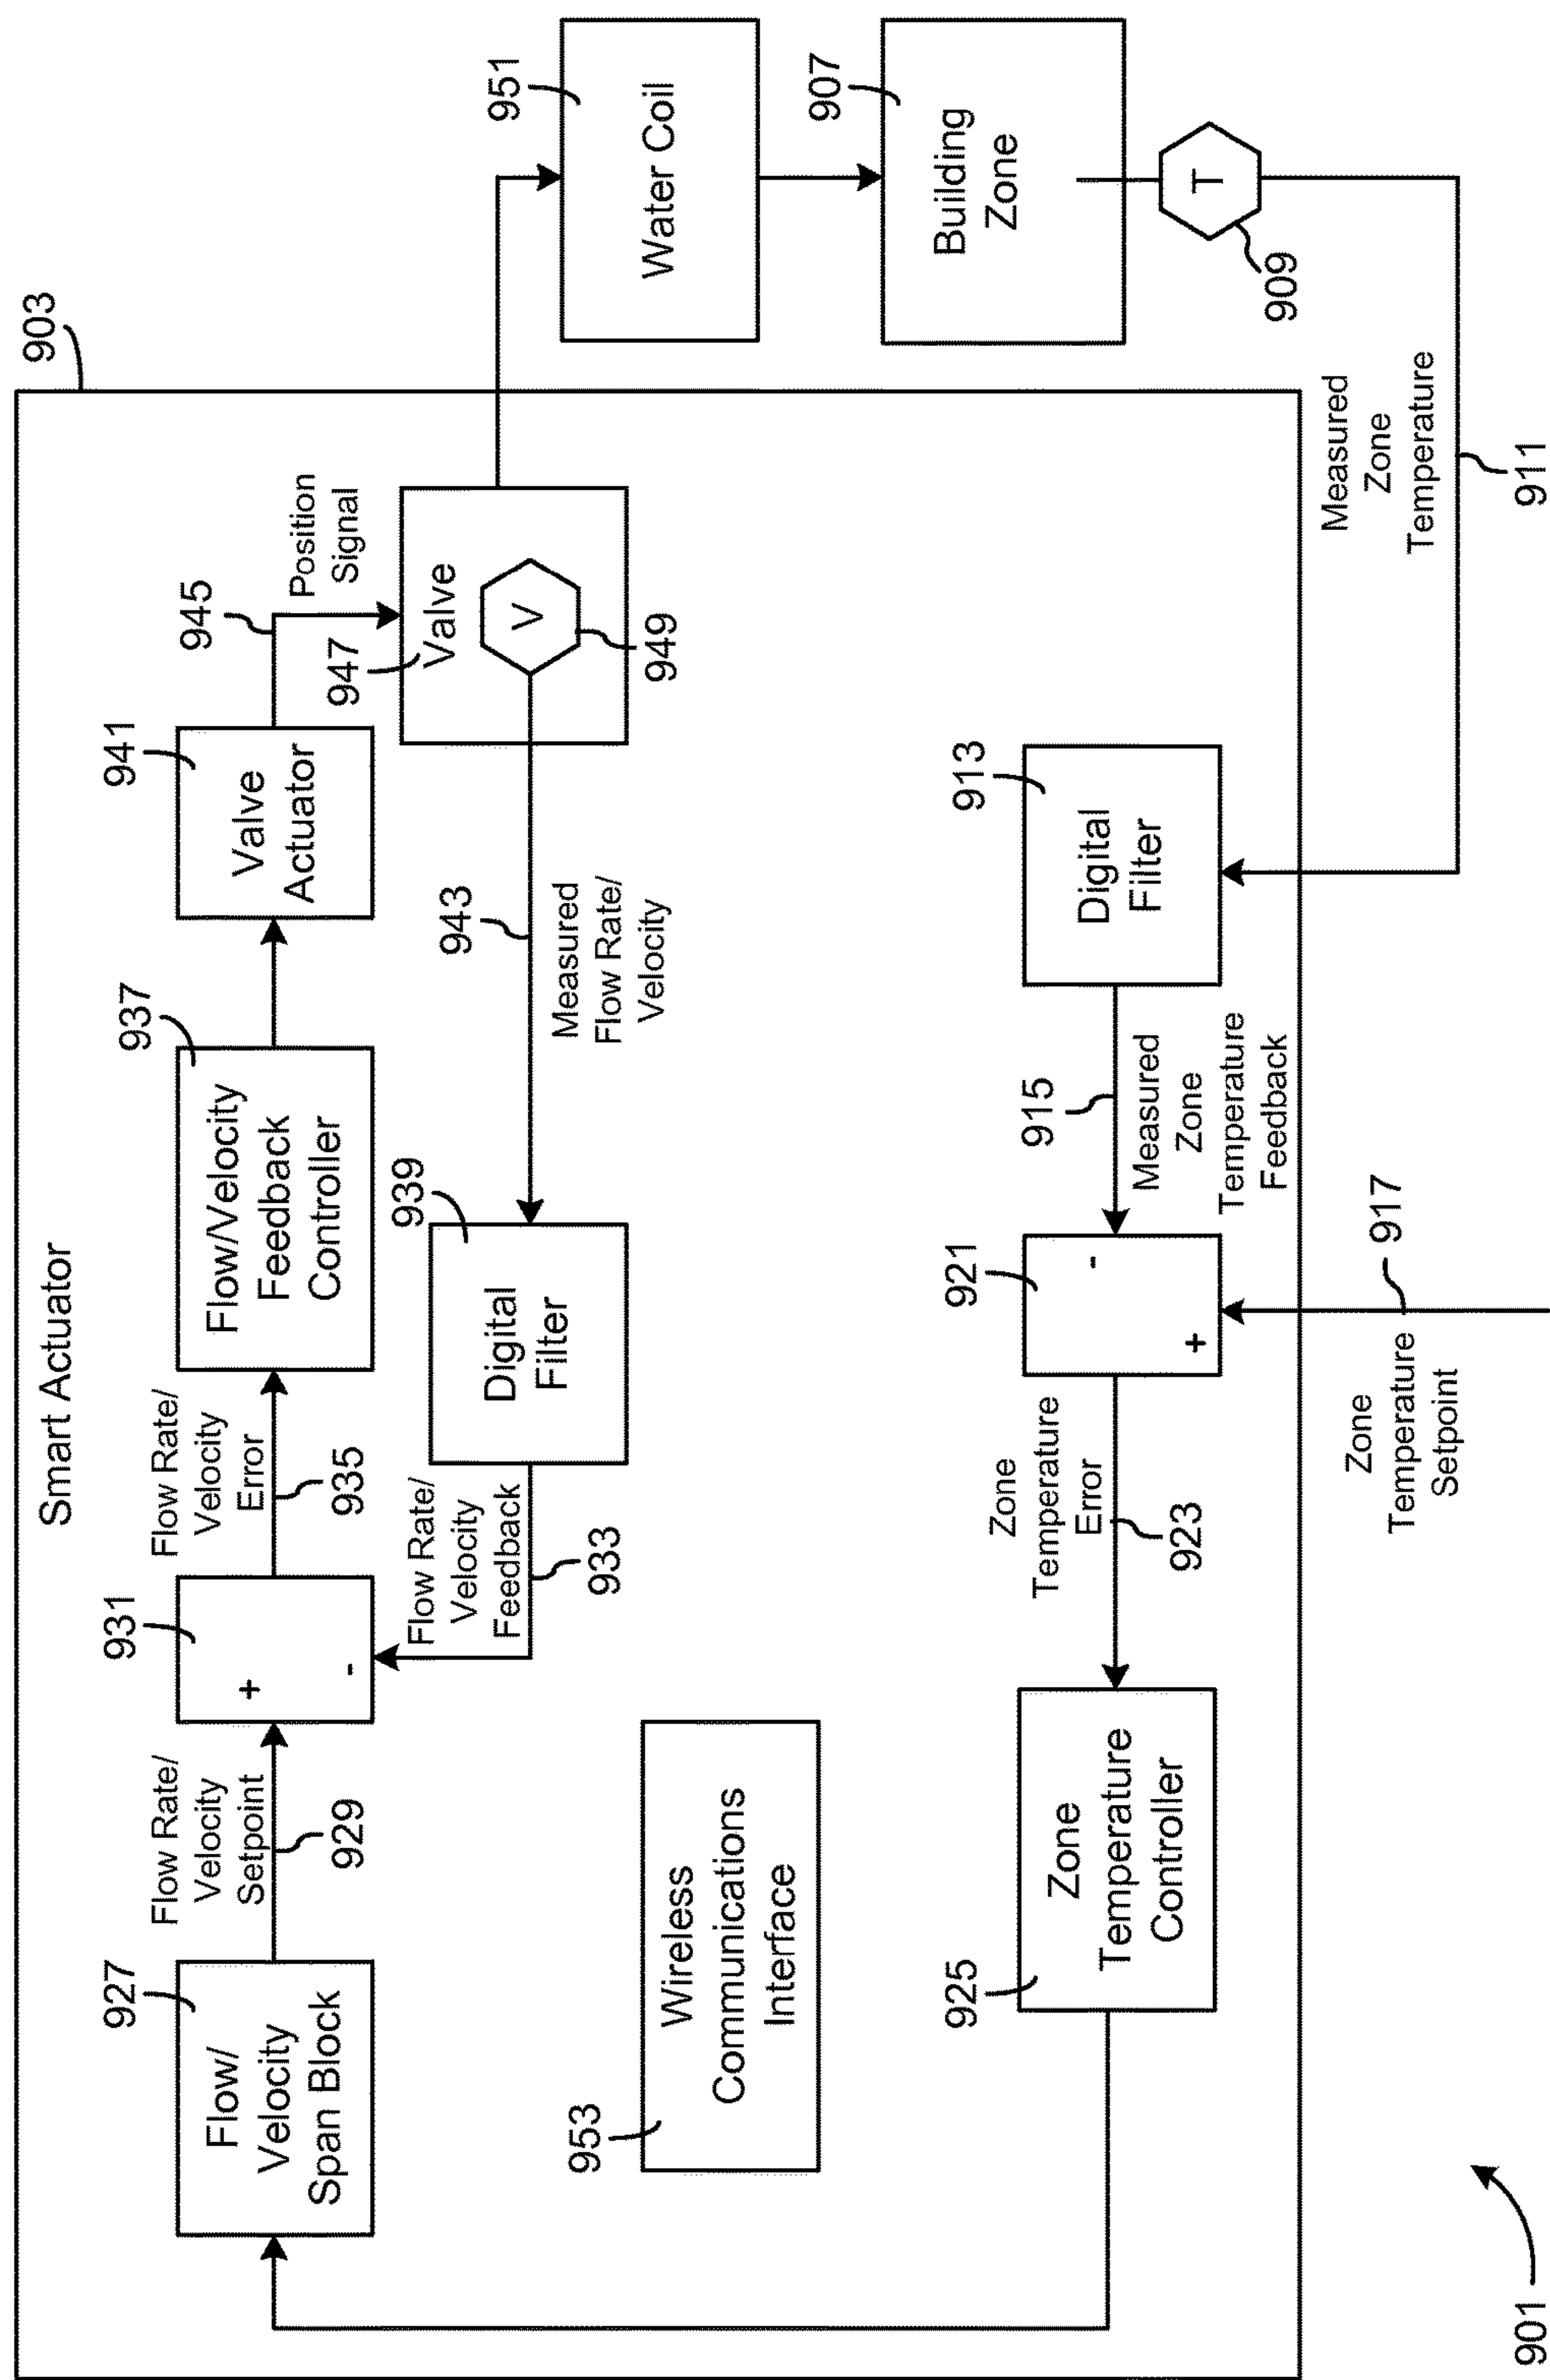 Smart Actuator
903
927
Flow/
Velocity
Span Block
Flow Rate/
Velocity
Setpoint
929
931
+
-
Flow Rate/
Velocity
Error
935
937
Flow/Velocity
Feedback
Controller
941
Valve
Actuator
945
Position
Signal
947
Valve
V
949
943
Measured
Flow Rate/
Velocity
939
Digital
Filter
Flow Rate/
Velocity
Feedback
933
951
Water Coil
907
Building
Zone
T
909
Measured
Zone
Temperature
911
913
Digital
Filter
915
Measured
Zone
Temperature
Feedback
921
-
+
917
Zone
Temperature
Setpoint
Zone
Temperature
Error
923
925
Zone
Temperature
Controller
953
Wireless
Communications
Interface
901